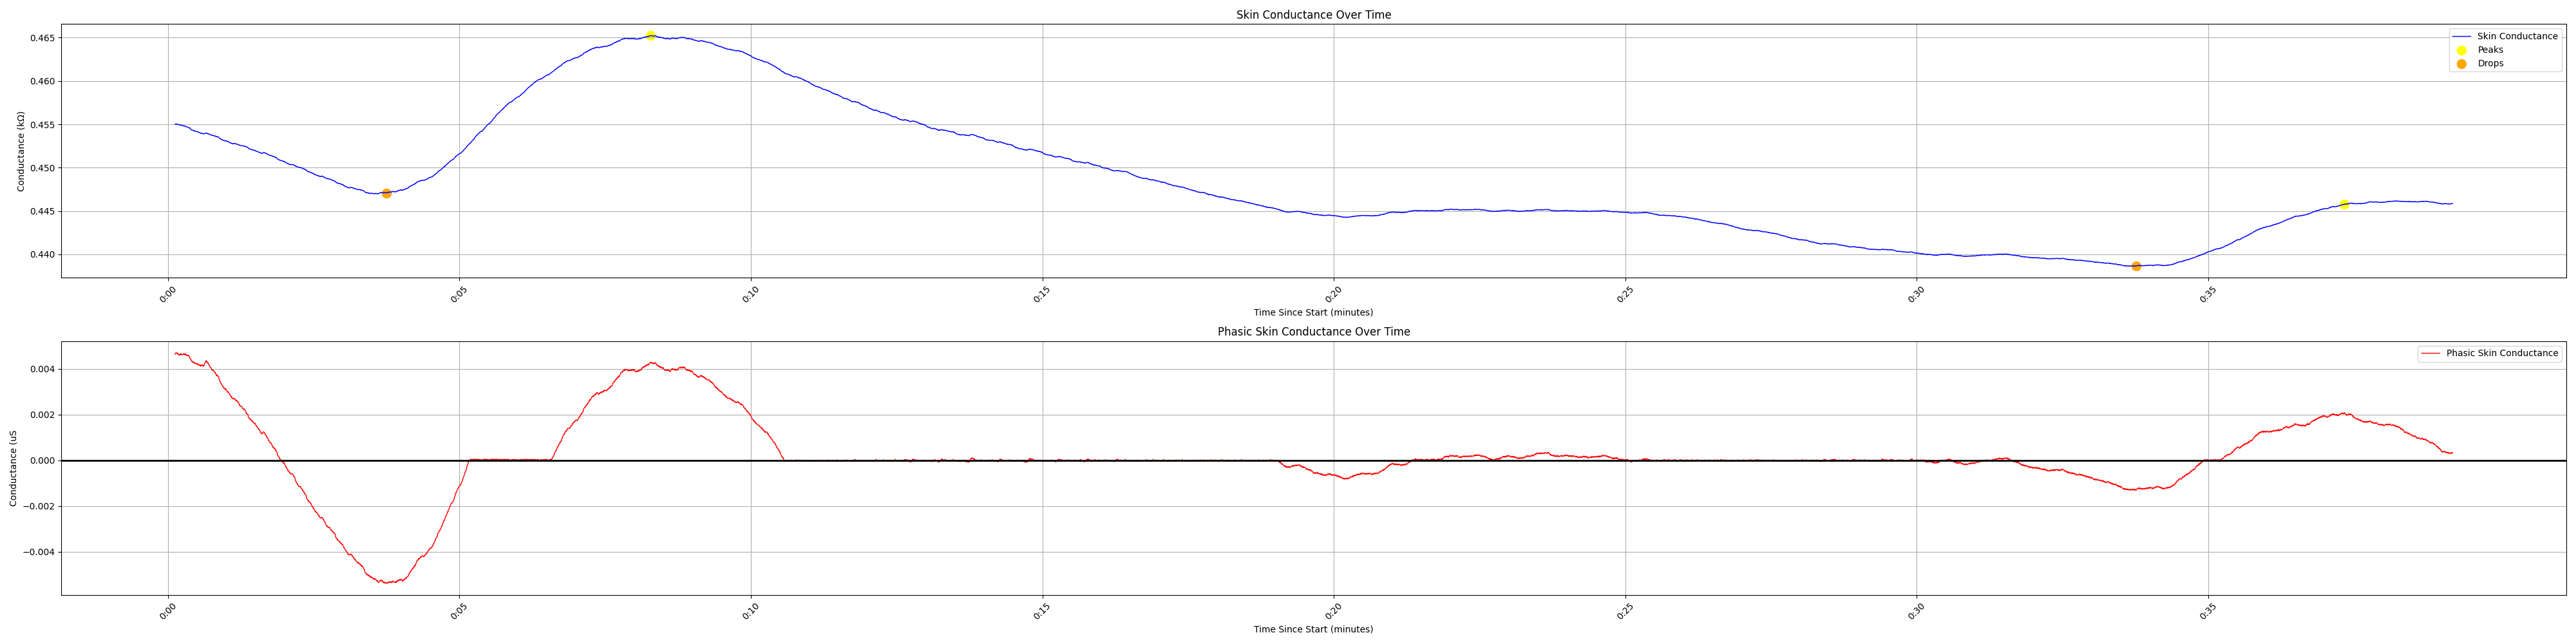 Skin Conductance Over Time
Conductance (kΩ)
0.465
0.460
0.455
0.450
0.445
0.440
Skin Conductance
Peaks
Drops
0:00
0:05
0:10
0:15
0:20
0:25
0:30
0:35
Time Since Start (minutes)
Phasic Skin Conductance Over Time
Conductance (uS
0.004
0.002
0.000
−0.002
−0.004
Phasic Skin Conductance
0:00
0:05
0:10
0:15
0:20
0:25
0:30
0:35
Time Since Start (minutes)